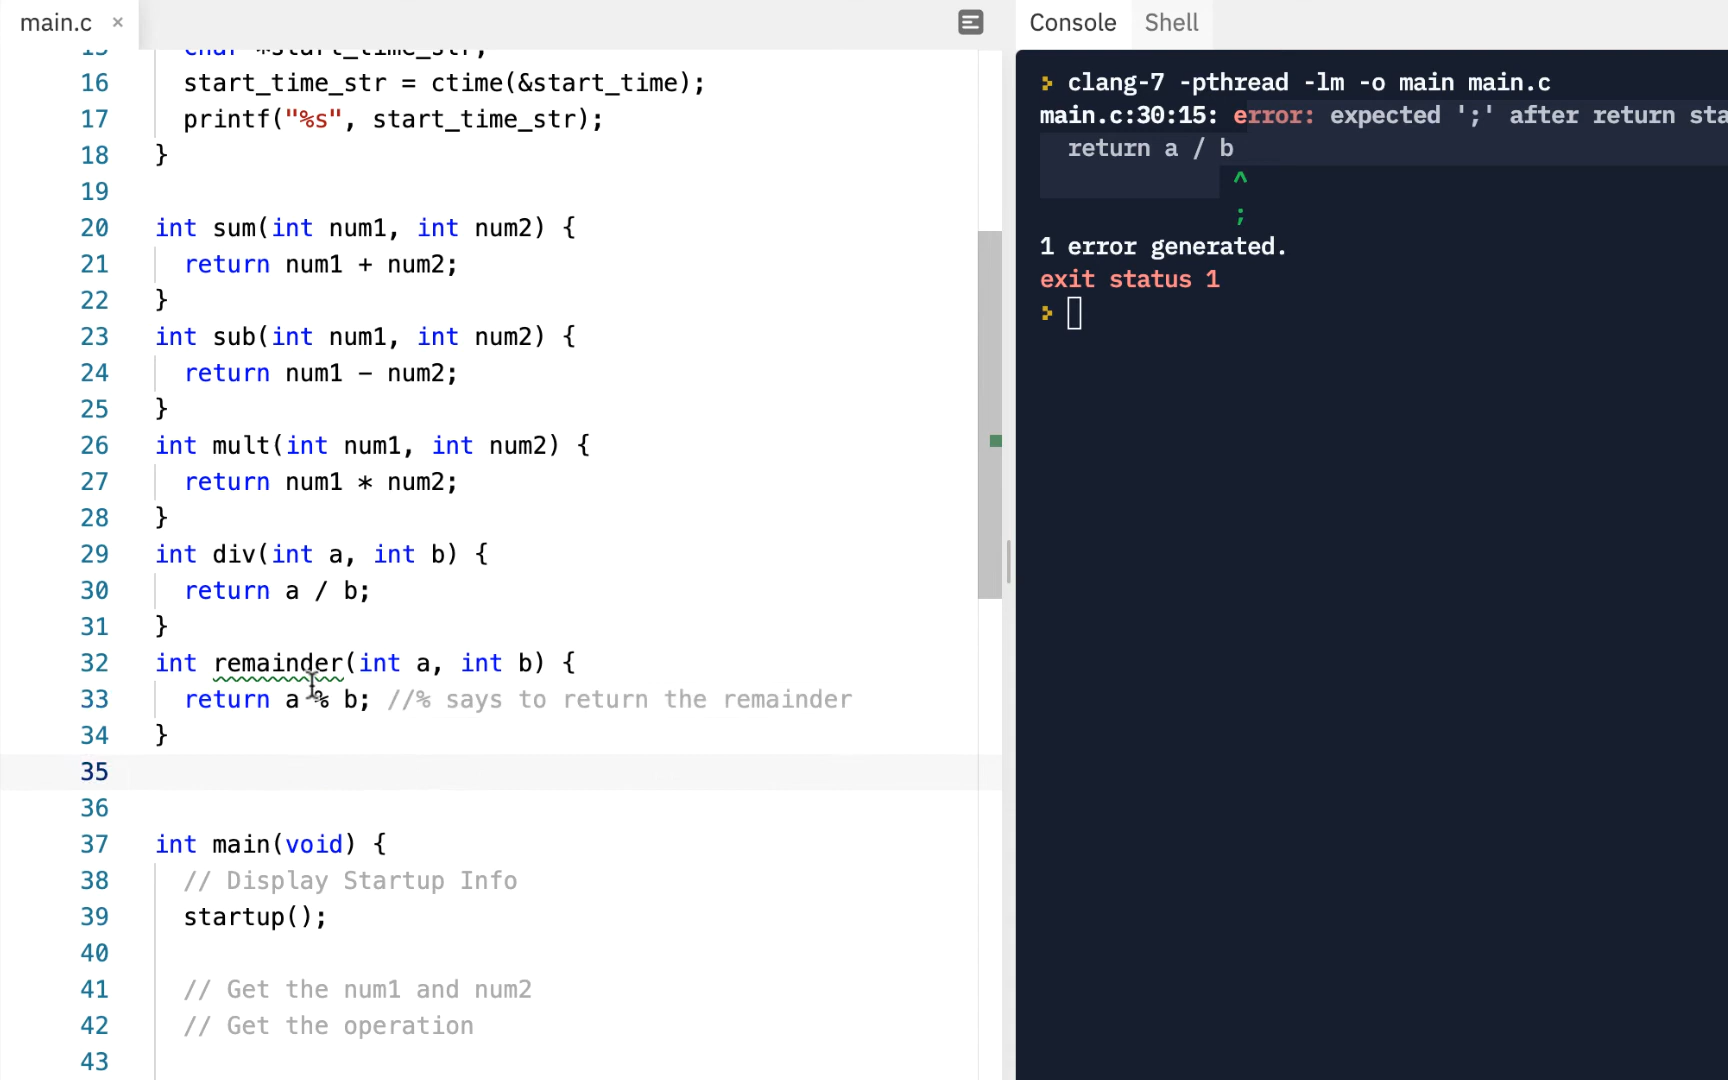 main.c ×
Console Shell
15 char *start_time_str;
16 start_time_str = ctime(&start_time);
17 printf("%s", start_time_str);
18 }
19
20 int sum(int num1, int num2) {
21 return num1 + num2;
22 }
23 int sub(int num1, int num2) {
24 return num1 - num2;
25 }
26 int mult(int num1, int num2) {
27 return num1 * num2;
28 }
29 int div(int a, int b) {
30 return a / b;
31 }
32 int remainder(int a, int b) {
33 return a % b; //% says to return the remainder
34 }
35
36
37 int main(void) {
38 // Display Startup Info
39 startup();
40
41 // Get the num1 and num2
42 // Get the operation
43
clang-7 -pthread -lm -o main main.c
main.c:30:15: error: expected ';' after return sta
return a / b
^
;
1 error generated.
exit status 1